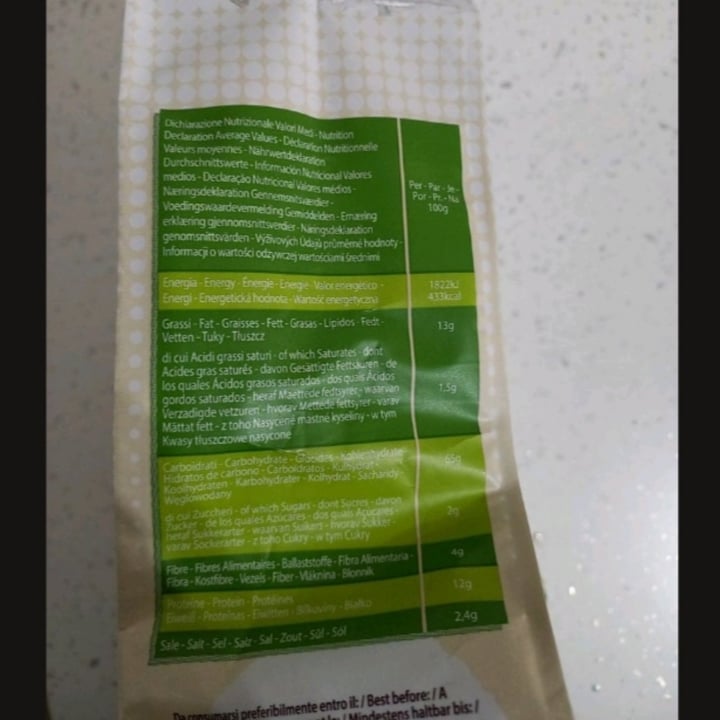 Dichiarazione Nutrizionale Valori Medi - Nutrition
Declaration Average Values - Déclaration Nutritionnelle
Valeurs moyennes - Nährwertdeklaration
Durchschnittswerte - Información Nutricional Valores
medios - Declaração Nutricional Valores médios -
Næringsdeklaration Gennemsnitsværdier -
Voedingswaardevermelding Gemiddelden - Ernæring
erklæring gjennomsnittsverdier - Näringsdeklaration
genomsnittsvärden - Výživových Údajů průměrné hodnoty -
Informacji o wartości odżywczej wartościami średnimi
Per - Par - Je -
Por - Pr. - Na
100g
Energia - Energy - Énergie - Energie - Valor energético -
Energi - Energetická hodnota - Wartość energetyczna
1822kJ
433kcal
Grassi - Fat - Graisses - Fett - Grasas - Lipidos - Fedt -
Vetten - Tuky - Tłuszcz
13g
di cui Acidi grassi saturi - of which Saturates - dont
Acides gras saturés - davon Gesättigte Fettsäuren - de
los quales Ácidos grasos saturados - dos quais Ácidos
gordos saturados - heraf Mættede fedtsyrer - waarvan
Verzadigde vetzuren - hvorav Mettede fettsyrer - varav
Mättat fett - z toho Nasycené mastné kyseliny - w tym
Kwasy tłuszczowe nasycone
1,5g
Carboidrati - Carbohydrate - Glucides - Kohlenhydrate
Hidratos de carbono - Carboidratos - Kulhydrat -
Koolhydraten - Karbohydrater - Kolhydrat - Sacharidy
Węglowodany
65g
di cui Zuccheri - of which Sugars - dont Sucres - davon
Zucker - de los quales Azúcares - dos quais Açúcares -
heraf Sukkerarter - waarvan Suikers - hvorav Sukker -
varav Sockerarter - z toho Cukry - w tym Cukry
2g
Fibre - Fibres Alimentaires - Ballaststoffe - Fibra Alimentaria -
Fibra - Kostfibre - Vezels - Fiber - Vláknina - Błonnik
4g
Proteine - Protein - Protéines
Eiweiß - Proteínas - Eiwitten - Bílkoviny - Białko
12g
Sale - Salt - Sel - Salz - Sal - Zout - Sůl - Sól
2,4g
Da consumarsi preferibilmente entro il: / Best before: / A
Mindestens haltbar bis: /